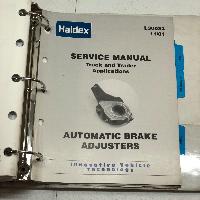 Haldex
SERVICE MANUAL
Truck and Trailer
Applications
AUTOMATIC BRAKE
ADJUSTERS
Innovative Vehicle
Technology